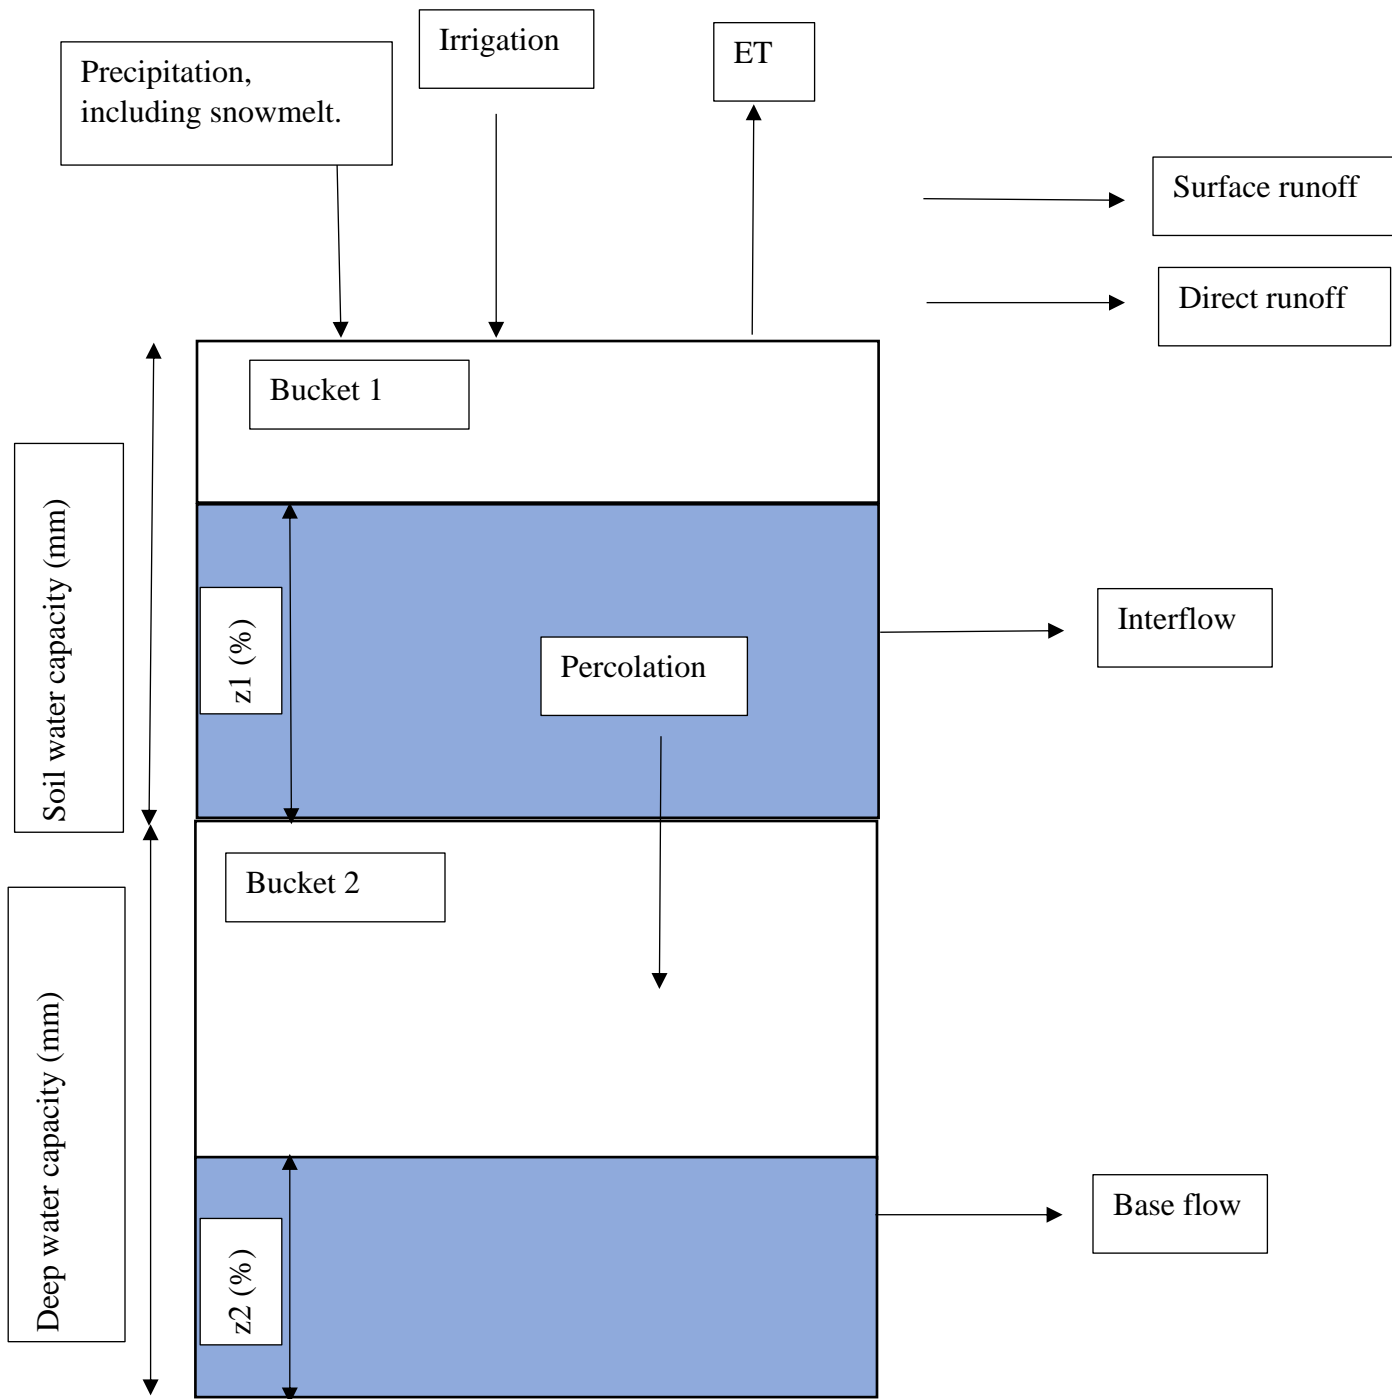 Irrigation
ET
Precipitation,
including snowmelt.
Surface runoff
Direct runoff
Bucket 1
Soil water capacity (mm)
z1 (%)
Interflow
Percolation
Bucket 2
Deep water capacity (mm)
z2 (%)
Base flow